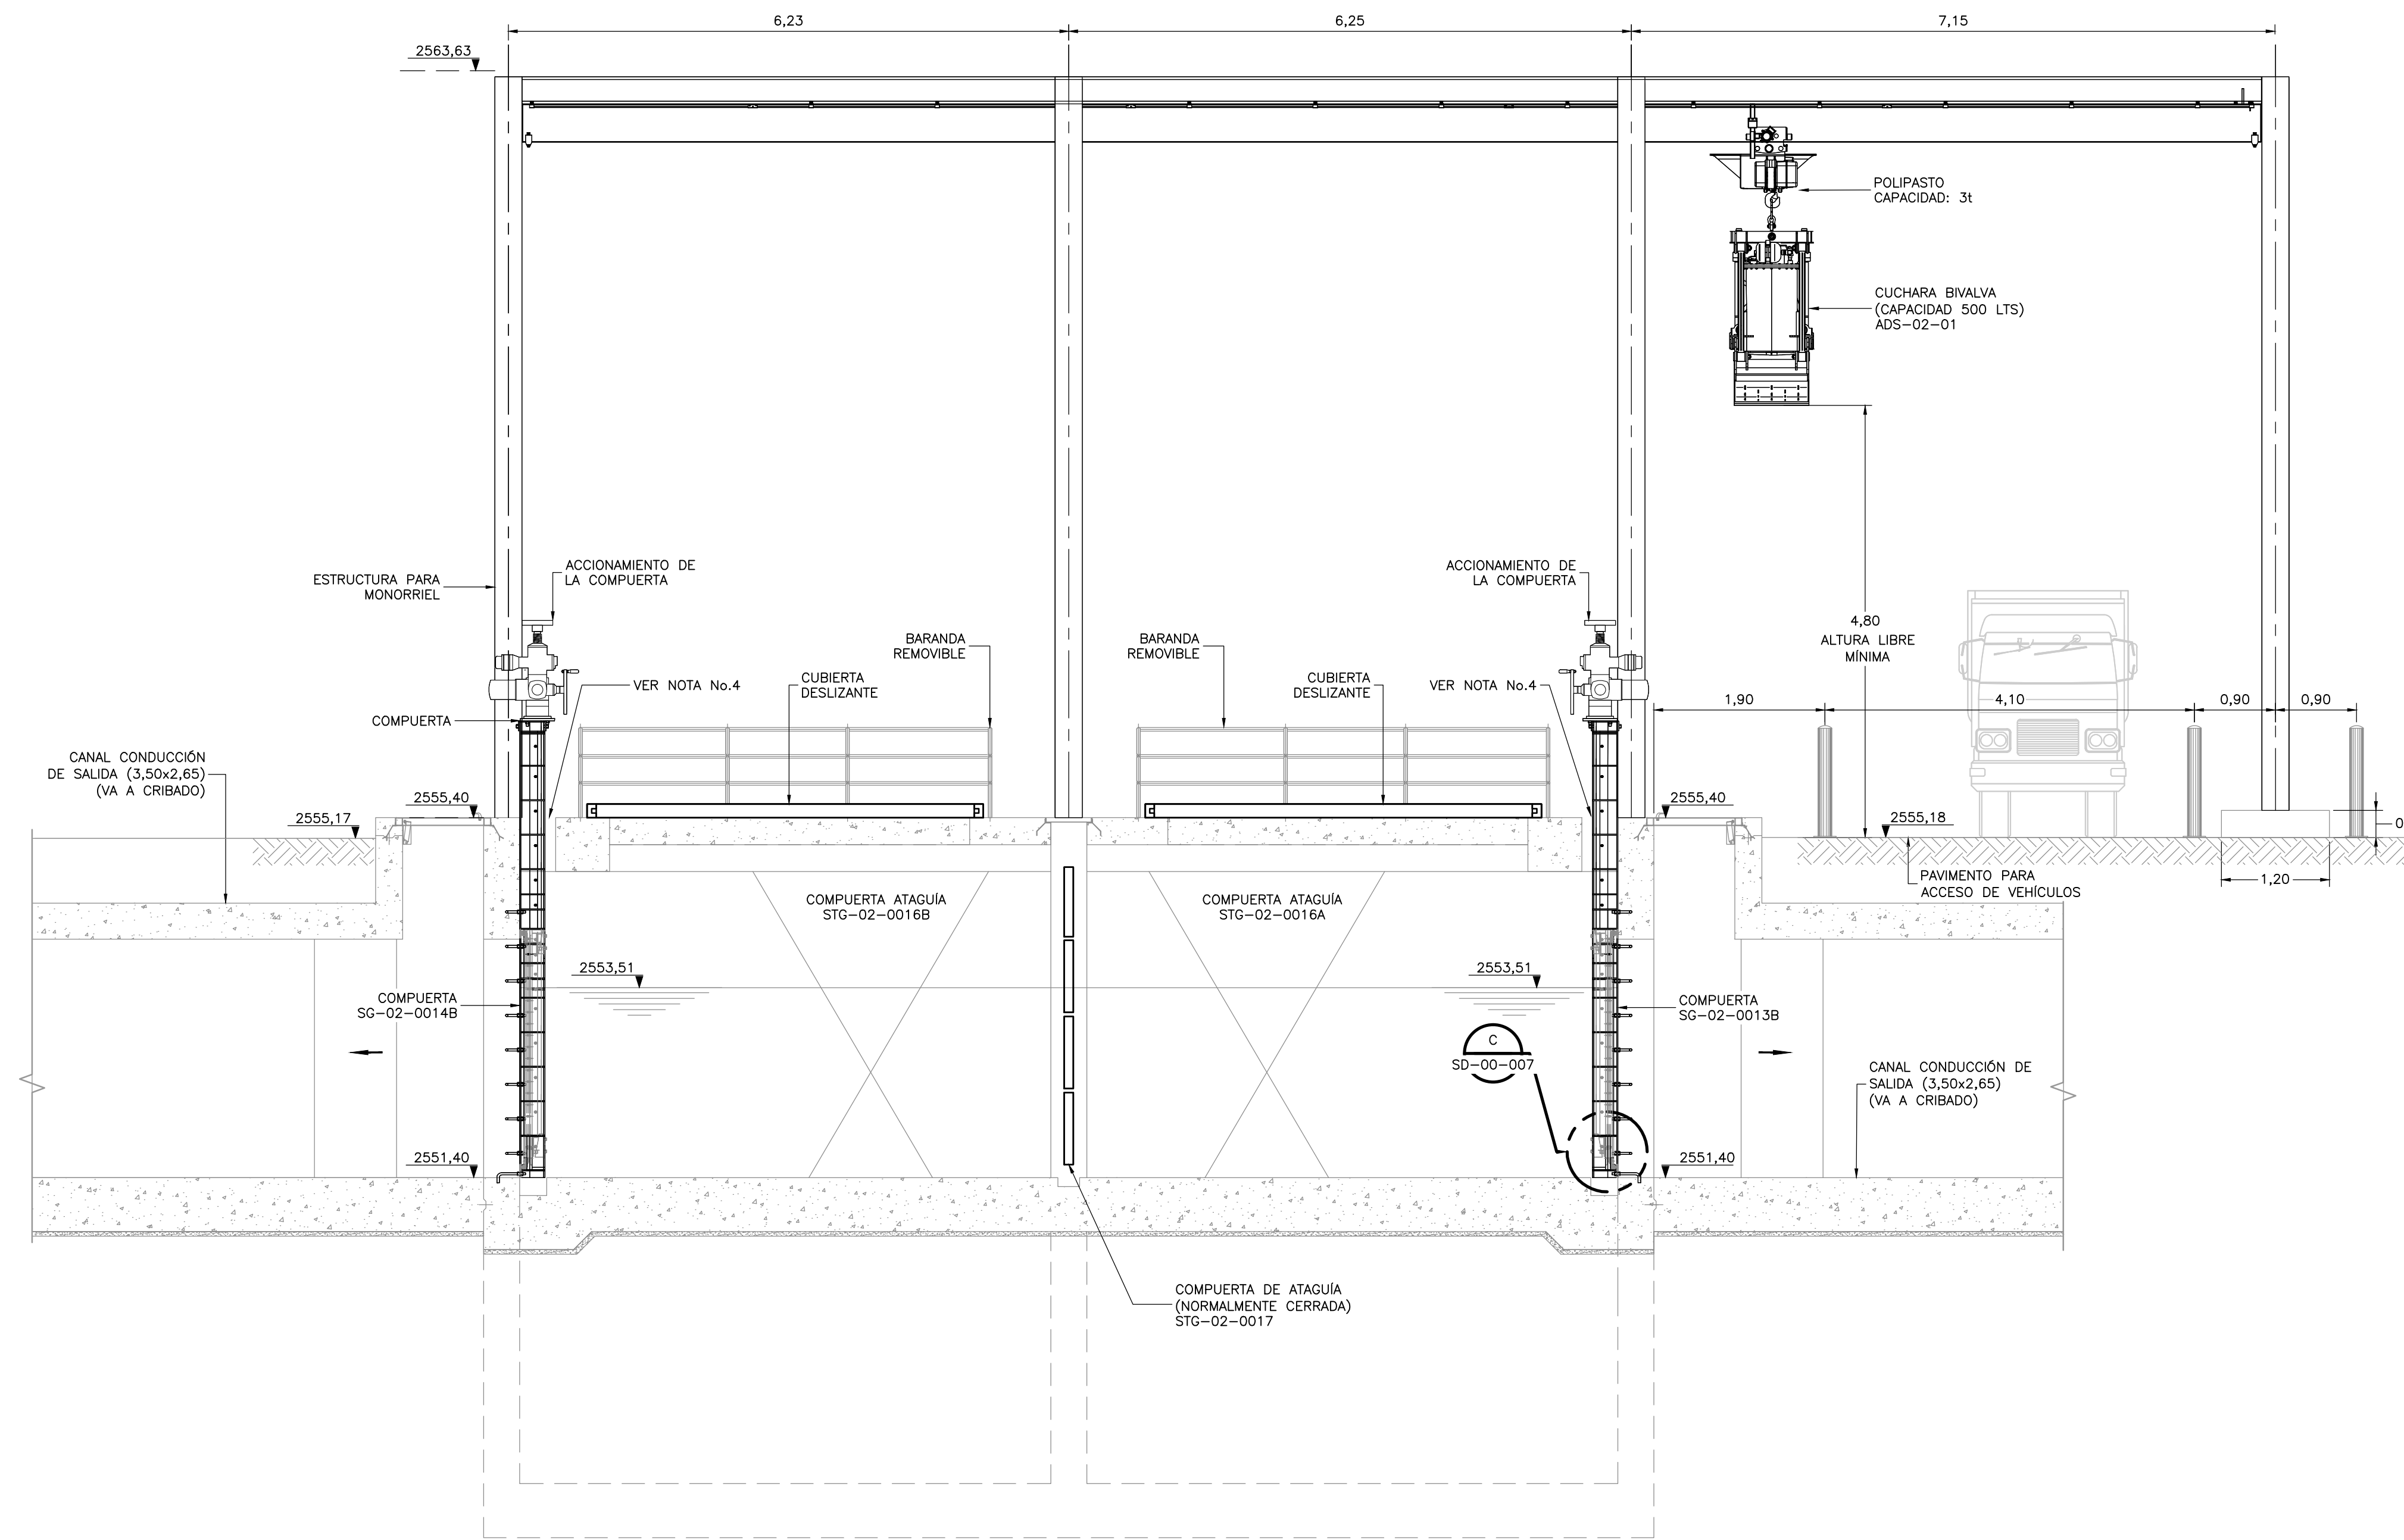 6,23
6,25
7,15
2563,63
POLIPASTO
CAPACIDAD: 3t
CUCHARA BIVALVA
(CAPACIDAD 500 LTS)
ADS-02-01
ESTRUCTURA PARA
MONORRIEL
ACCIONAMIENTO DE
LA COMPUERTA
ACCIONAMIENTO DE
LA COMPUERTA
4,80
ALTURA LIBRE
MÍNIMA
BARANDA
REMOVIBLE
BARANDA
REMOVIBLE
VER NOTA No.4
CUBIERTA
DESLIZANTE
CUBIERTA
DESLIZANTE
VER NOTA No.4
COMPUERTA
1,90
4,10
0,90
0,90
CANAL CONDUCCIÓN
DE SALIDA (3,50x2,65)
(VA A CRIBADO)
2555,40
2555,17
2555,40
2555,18
0
PAVIMENTO PARA
ACCESO DE VEHÍCULOS
1,20
COMPUERTA ATAGUÍA
STG-02-0016B
COMPUERTA ATAGUÍA
STG-02-0016A
2553,51
2553,51
COMPUERTA
SG-02-0014B
COMPUERTA
SG-02-0013B
C
SD-00-007
CANAL CONDUCCIÓN DE
SALIDA (3,50x2,65)
(VA A CRIBADO)
2551,40
2551,40
COMPUERTA DE ATAGUÍA
(NORMALMENTE CERRADA)
STG-02-0017